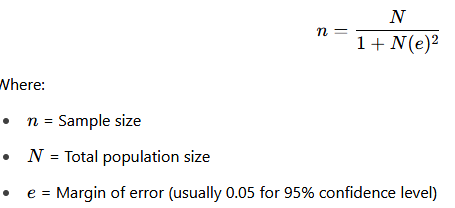 n = N / 1 + N(e)²
Where:
• n = Sample size
• N = Total population size
• e = Margin of error (usually 0.05 for 95% confidence level)